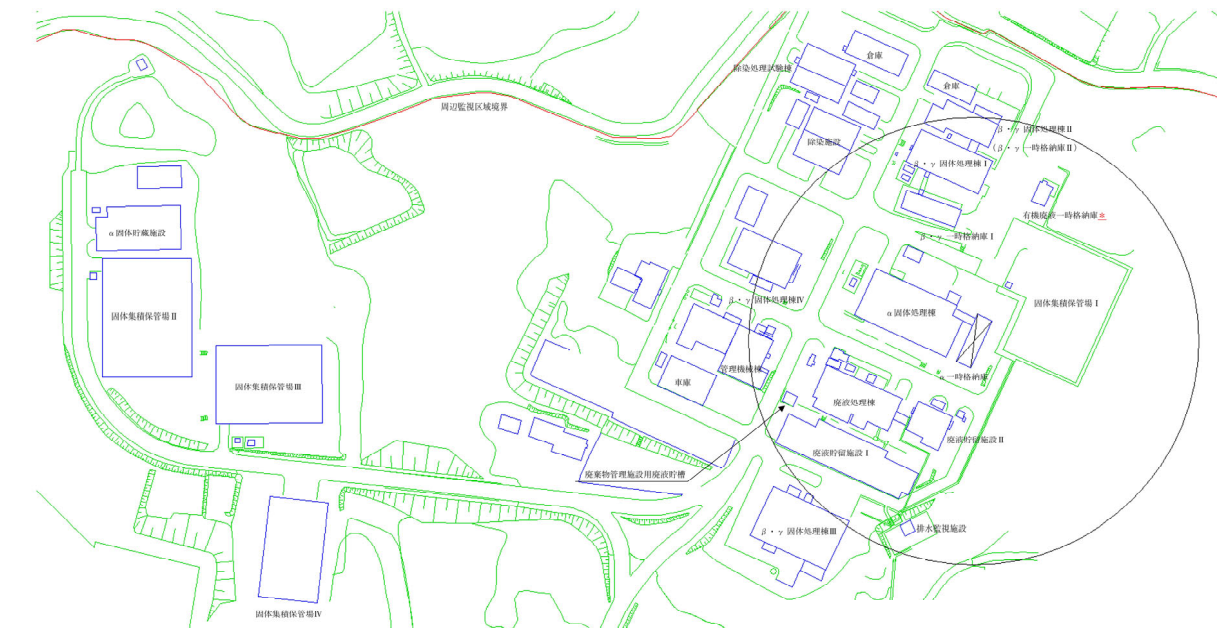 倉庫
除染処理試験棟
倉庫
周辺監視区域境界
β・γ 固体処理棟Ⅱ
(β・γ 一時格納庫Ⅱ)
除染施設
β・γ 固体処理棟Ⅰ
有機廃液一時格納庫*
α固体貯蔵施設
β・γ 一時格納庫Ⅰ
β・γ 固体処理棟Ⅳ
固体集積保管場Ⅰ
固体集積保管場Ⅱ
α固体処理棟
管理機械棟
α 一時格納庫
固体集積保管場Ⅲ
車庫
廃液処理棟
廃液貯留施設Ⅱ
廃液貯留施設Ⅰ
廃棄物管理施設用廃液貯槽
β・γ 固体処理棟Ⅲ
排水監視施設
固体集積保管場Ⅳ